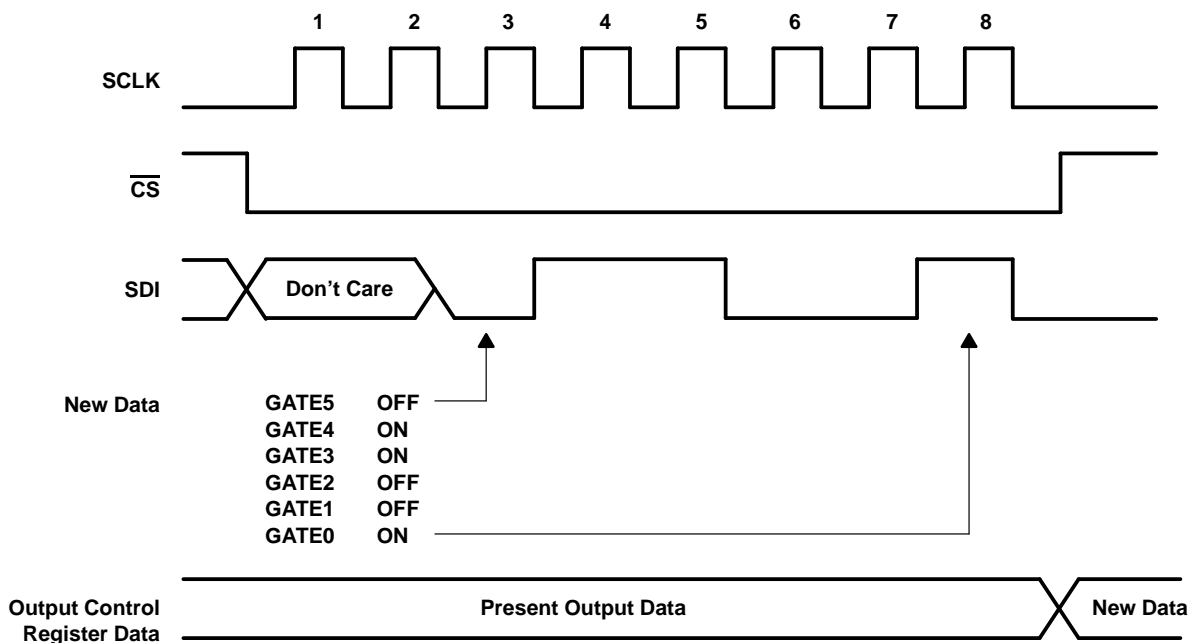 1 2 3 4 5 6 7 8
SCLK
CS
SDI Don't Care
New Data GATE5 OFF
GATE4 ON
GATE3 ON
GATE2 OFF
GATE1 OFF
GATE0 ON
Output Control Present Output Data New Data
Register Data